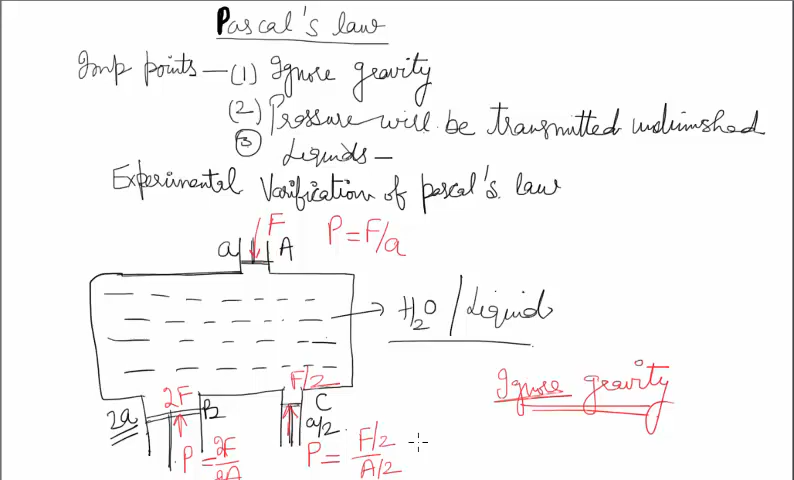 Pascal's law
Imp points — (1) Ignore gravity
(2) Pressure will be transmitted undiminshed
(3) Liquids —
Experimental Varification of pascal's law
F
a A P = F/a
H2O / Liquid
F/2
Ignore gravity
2F
2a B C
a/2
P = 2F/2A P = F/2 / A/2